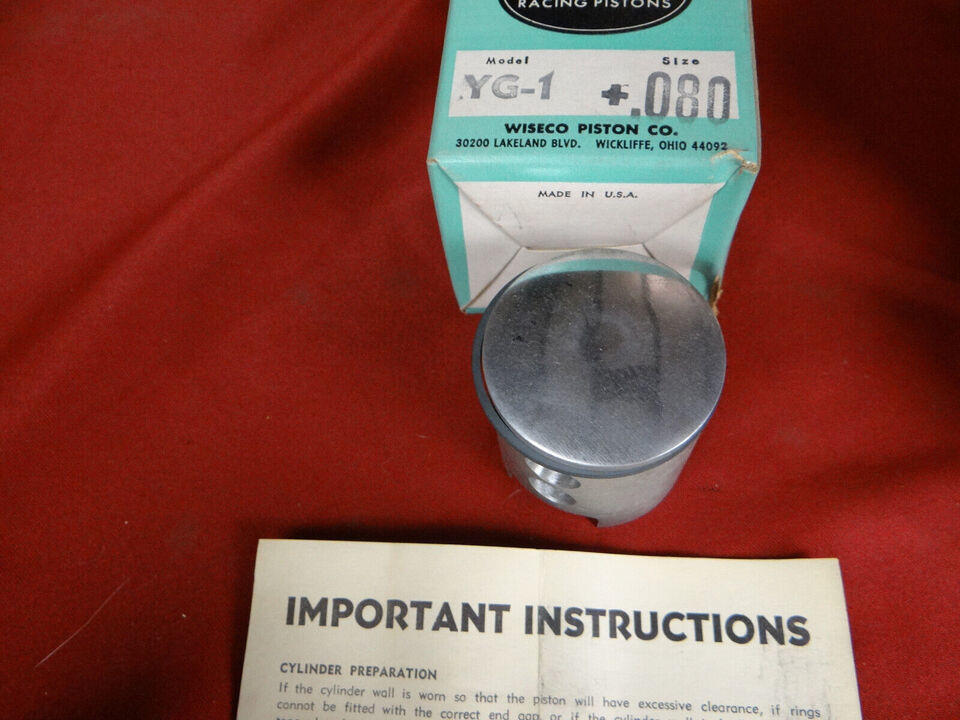 RACING PISTONS
Model Size
YG-1 +.080
WISECO PISTON CO.
30200 LAKELAND BLVD. WICKLIFFE, OHIO 44092
MADE IN U.S.A.
IMPORTANT INSTRUCTIONS
CYLINDER PREPARATION
If the cylinder wall is worn so that the piston will have excessive clearance, if rings
cannot be fitted with the correct end gap, or if the cylinder